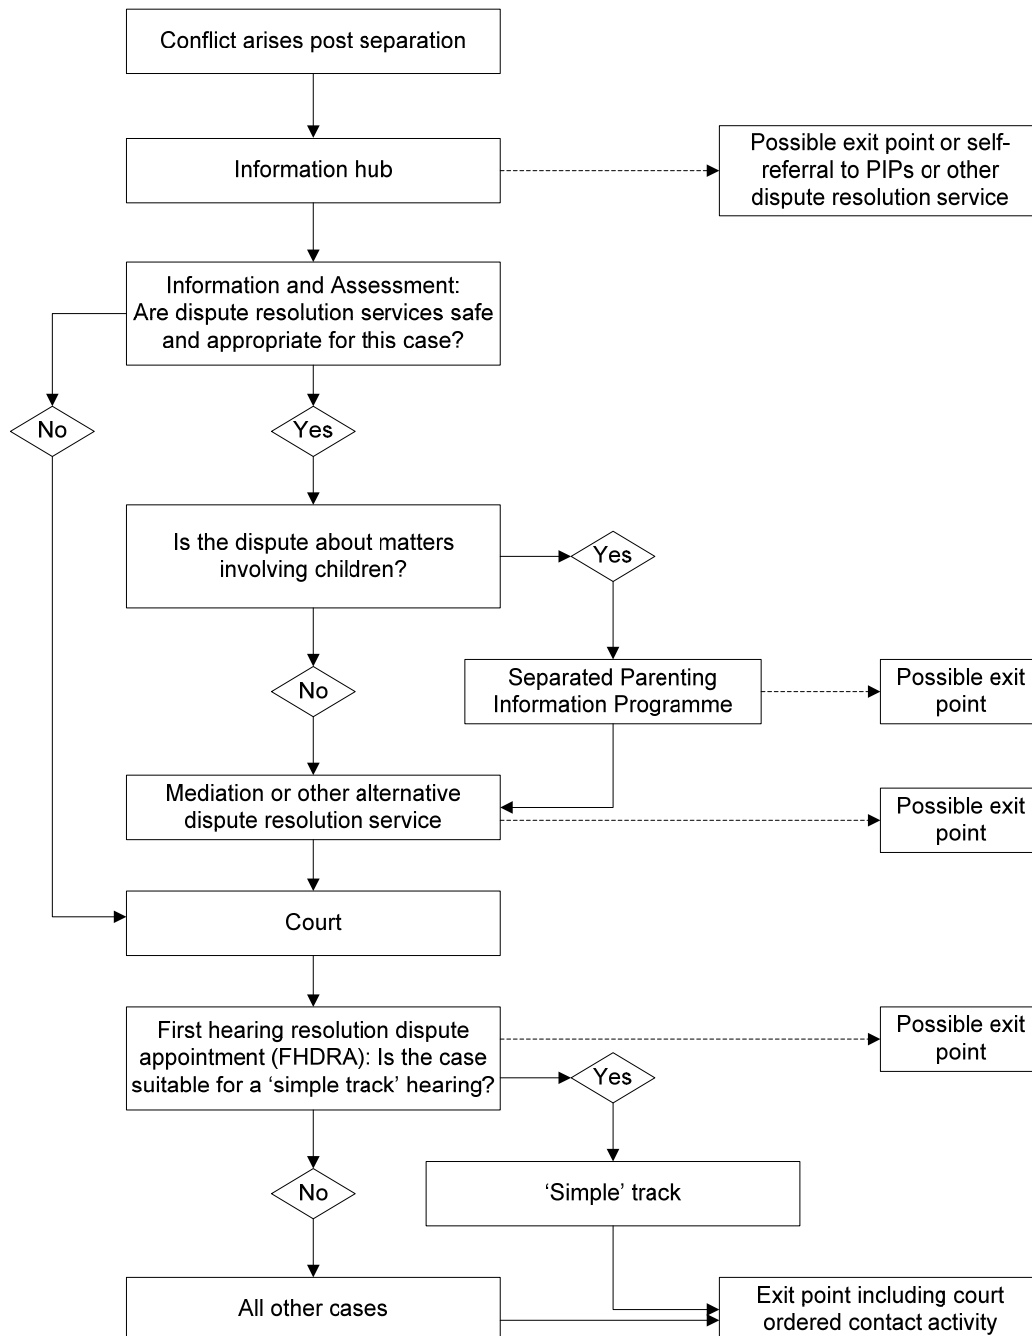 Conflict arises post separation
Information hub
Possible exit point or self-
referral to PIPs or other
dispute resolution service
Information and Assessment:
Are dispute resolution services safe
and appropriate for this case?
No
Yes
Is the dispute about matters
involving children?
Yes
No
Separated Parenting
Information Programme
Possible exit
point
Mediation or other alternative
dispute resolution service
Possible exit
point
Court
First hearing resolution dispute
appointment (FHDRA): Is the case
suitable for a ‘simple track’ hearing?
Possible exit
point
Yes
No
‘Simple’ track
All other cases
Exit point including court
ordered contact activity